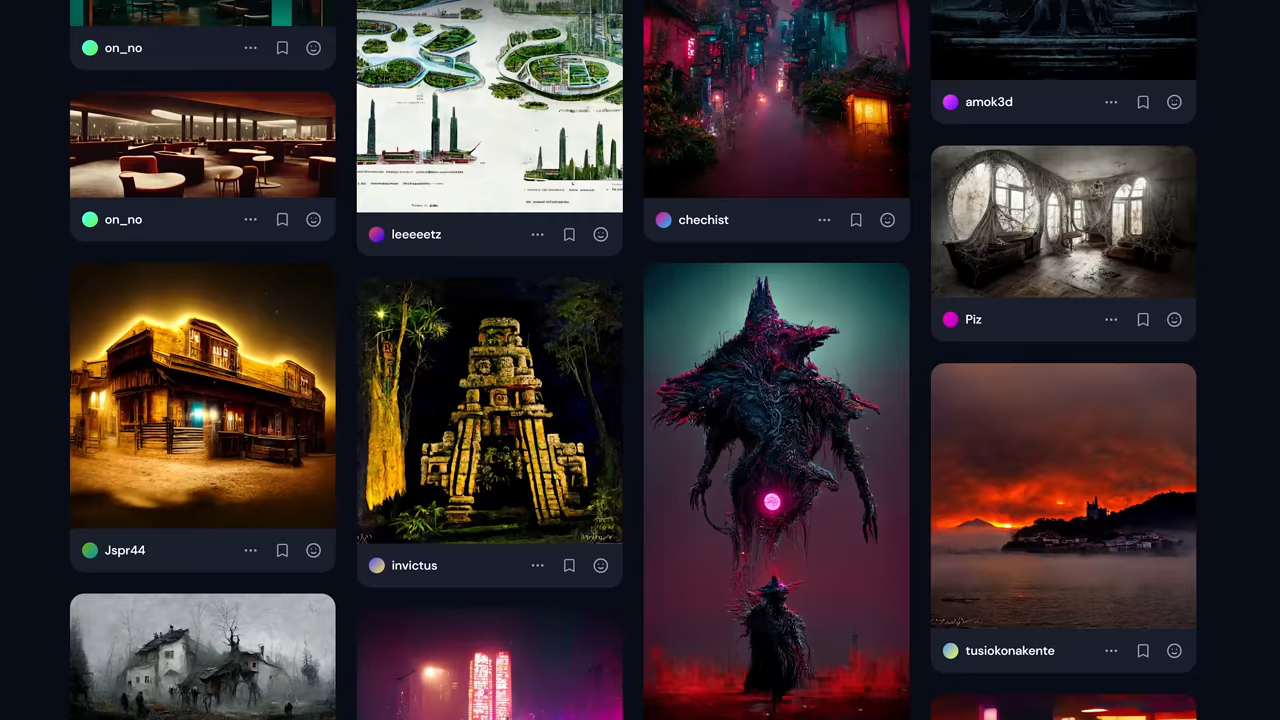 on_no
amok3d
on_no
leeeeetz
chechist
Piz
Jspr44
invictus
tusiokonakente